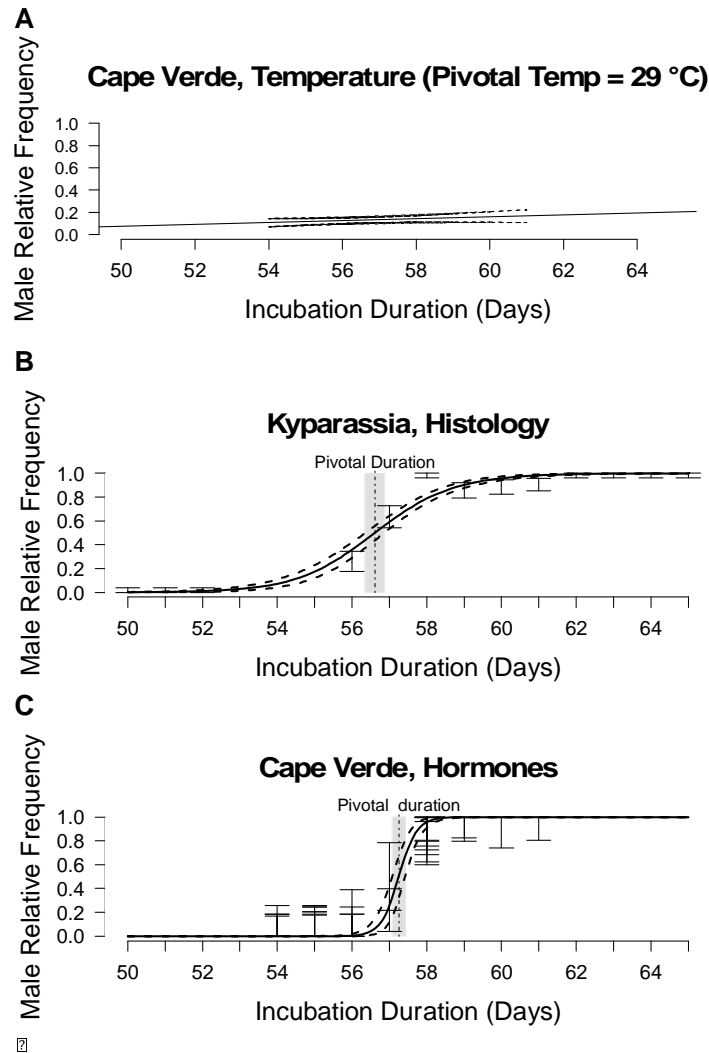 A
Cape Verde, Temperature (Pivotal Temp = 29 °C)
Male Relative Frequency
1.0
0.8
0.6
0.4
0.2
0.0
50 52 54 56 58 60 62 64
Incubation Duration (Days)
B
Kyparassia, Histology
Pivotal Duration
Male Relative Frequency
1.0
0.8
0.6
0.4
0.2
0.0
50 52 54 56 58 60 62 64
Incubation Duration (Days)
C
Cape Verde, Hormones
Pivotal duration
Male Relative Frequency
1.0
0.8
0.6
0.4
0.2
0.0
50 52 54 56 58 60 62 64
Incubation Duration (Days)
?